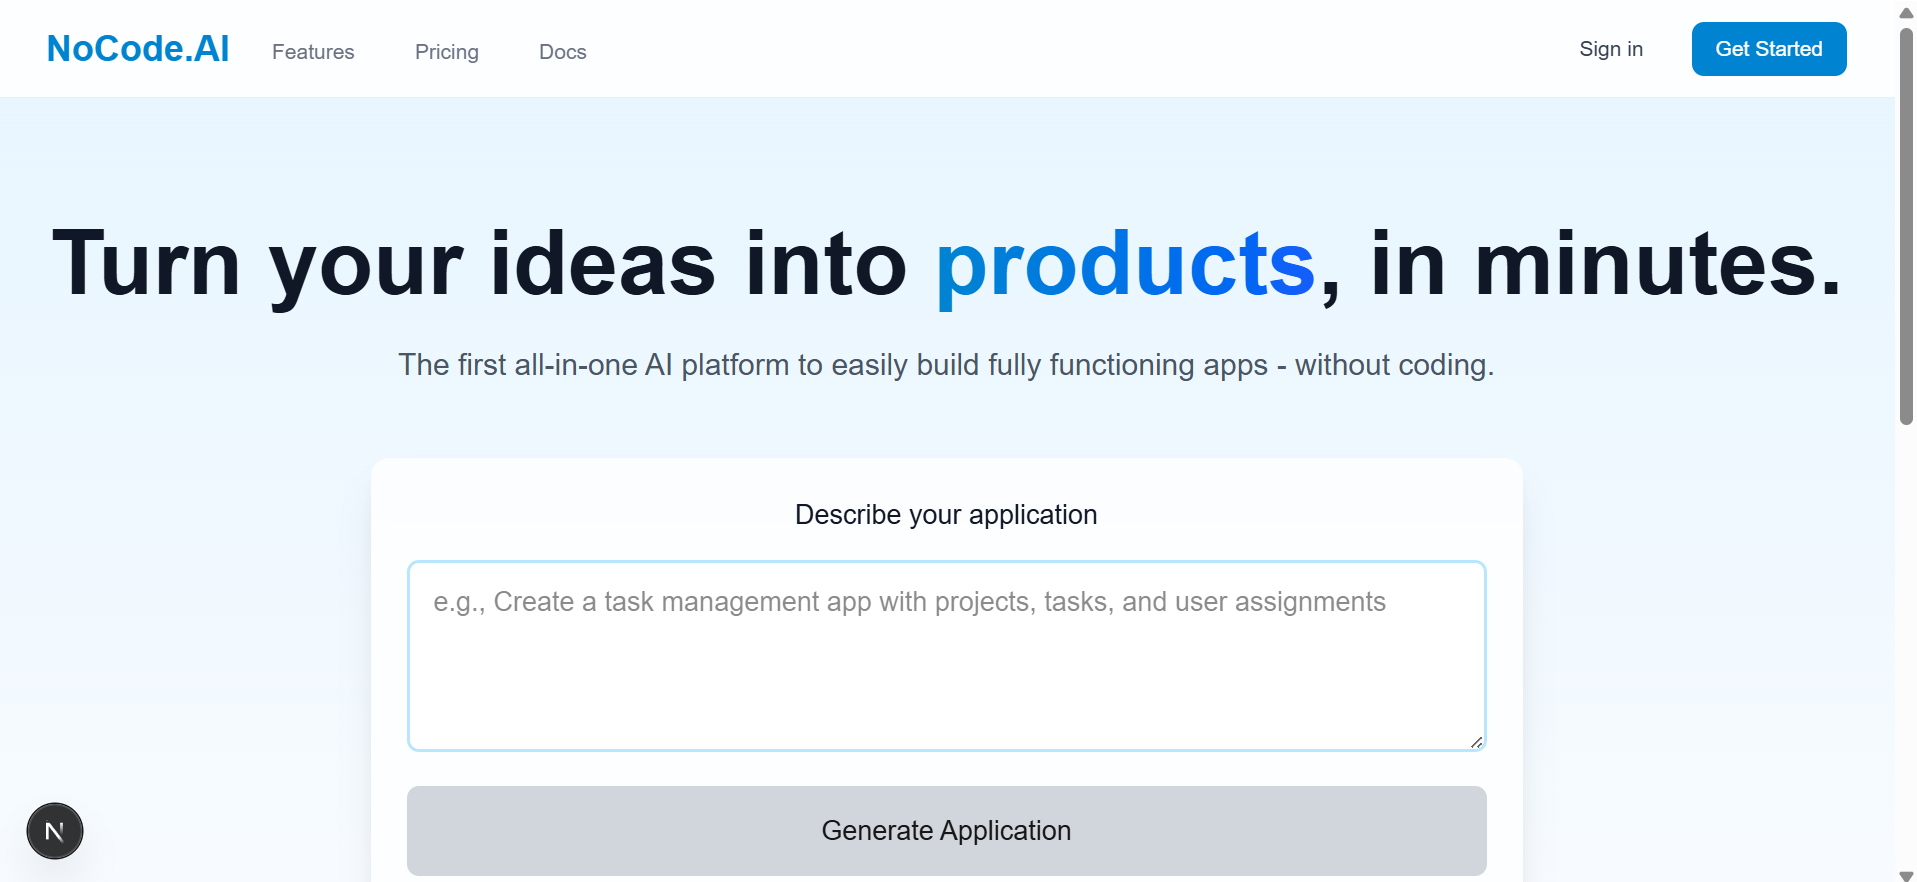 NoCode.AI
Features
Pricing
Docs
Sign in
Get Started
Turn your ideas into products, in minutes.
The first all-in-one AI platform to easily build fully functioning apps - without coding.
Describe your application
e.g., Create a task management app with projects, tasks, and user assignments
Generate Application
N